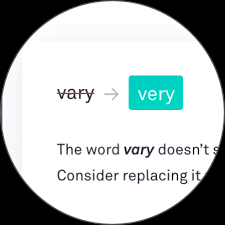 vary → very
The word vary doesn't
Consider replacing it